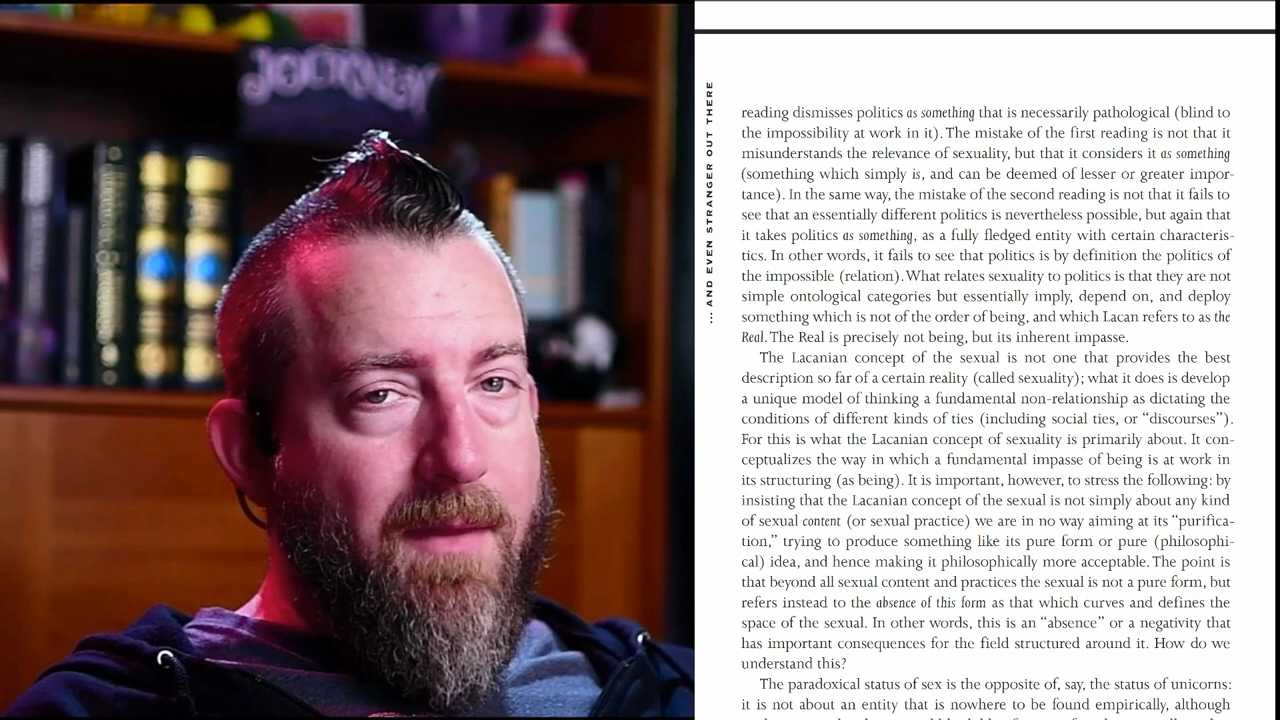 JOURNEY
... AND EVEN STRANGER OUT THERE
reading dismisses politics as something that is necessarily pathological (blind to
the impossibility at work in it). The mistake of the first reading is not that it
misunderstands the relevance of sexuality, but that it considers it as something
(something which simply is, and can be deemed of lesser or greater impor-
tance). In the same way, the mistake of the second reading is not that it fails to
see that an essentially different politics is nevertheless possible, but again that
it takes politics as something, as a fully fledged entity with certain characteris-
tics. In other words, it fails to see that politics is by definition the politics of
the impossible (relation). What relates sexuality to politics is that they are not
simple ontological categories but essentially imply, depend on, and deploy
something which is not of the order of being, and which Lacan refers to as the
Real. The Real is precisely not being, but its inherent impasse.
The Lacanian concept of the sexual is not one that provides the best
description so far of a certain reality (called sexuality); what it does is develop
a unique model of thinking a fundamental non-relationship as dictating the
conditions of different kinds of ties (including social ties, or “discourses”).
For this is what the Lacanian concept of sexuality is primarily about. It con-
ceptualizes the way in which a fundamental impasse of being is at work in
its structuring (as being). It is important, however, to stress the following: by
insisting that the Lacanian concept of the sexual is not simply about any kind
of sexual content (or sexual practice) we are in no way aiming at its “purifica-
tion,” trying to produce something like its pure form or pure (philosophi-
cal) idea, and hence making it philosophically more acceptable. The point is
that beyond all sexual content and practices the sexual is not a pure form, but
refers instead to the absence of this form as that which curves and defines the
space of the sexual. In other words, this is an “absence” or a negativity that
has important consequences for the field structured around it. How do we
understand this?
The paradoxical status of sex is the opposite of, say, the status of unicorns:
it is not about an entity that is nowhere to be found empirically, although